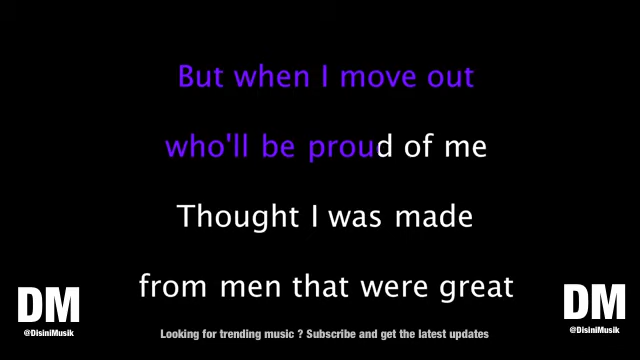 But when I move out
who'll be proud of me
Thought I was made
from men that were great
DM
@DisiniMusik
DM
@DisiniMusik
Looking for trending music ? Subscribe and get the latest updates